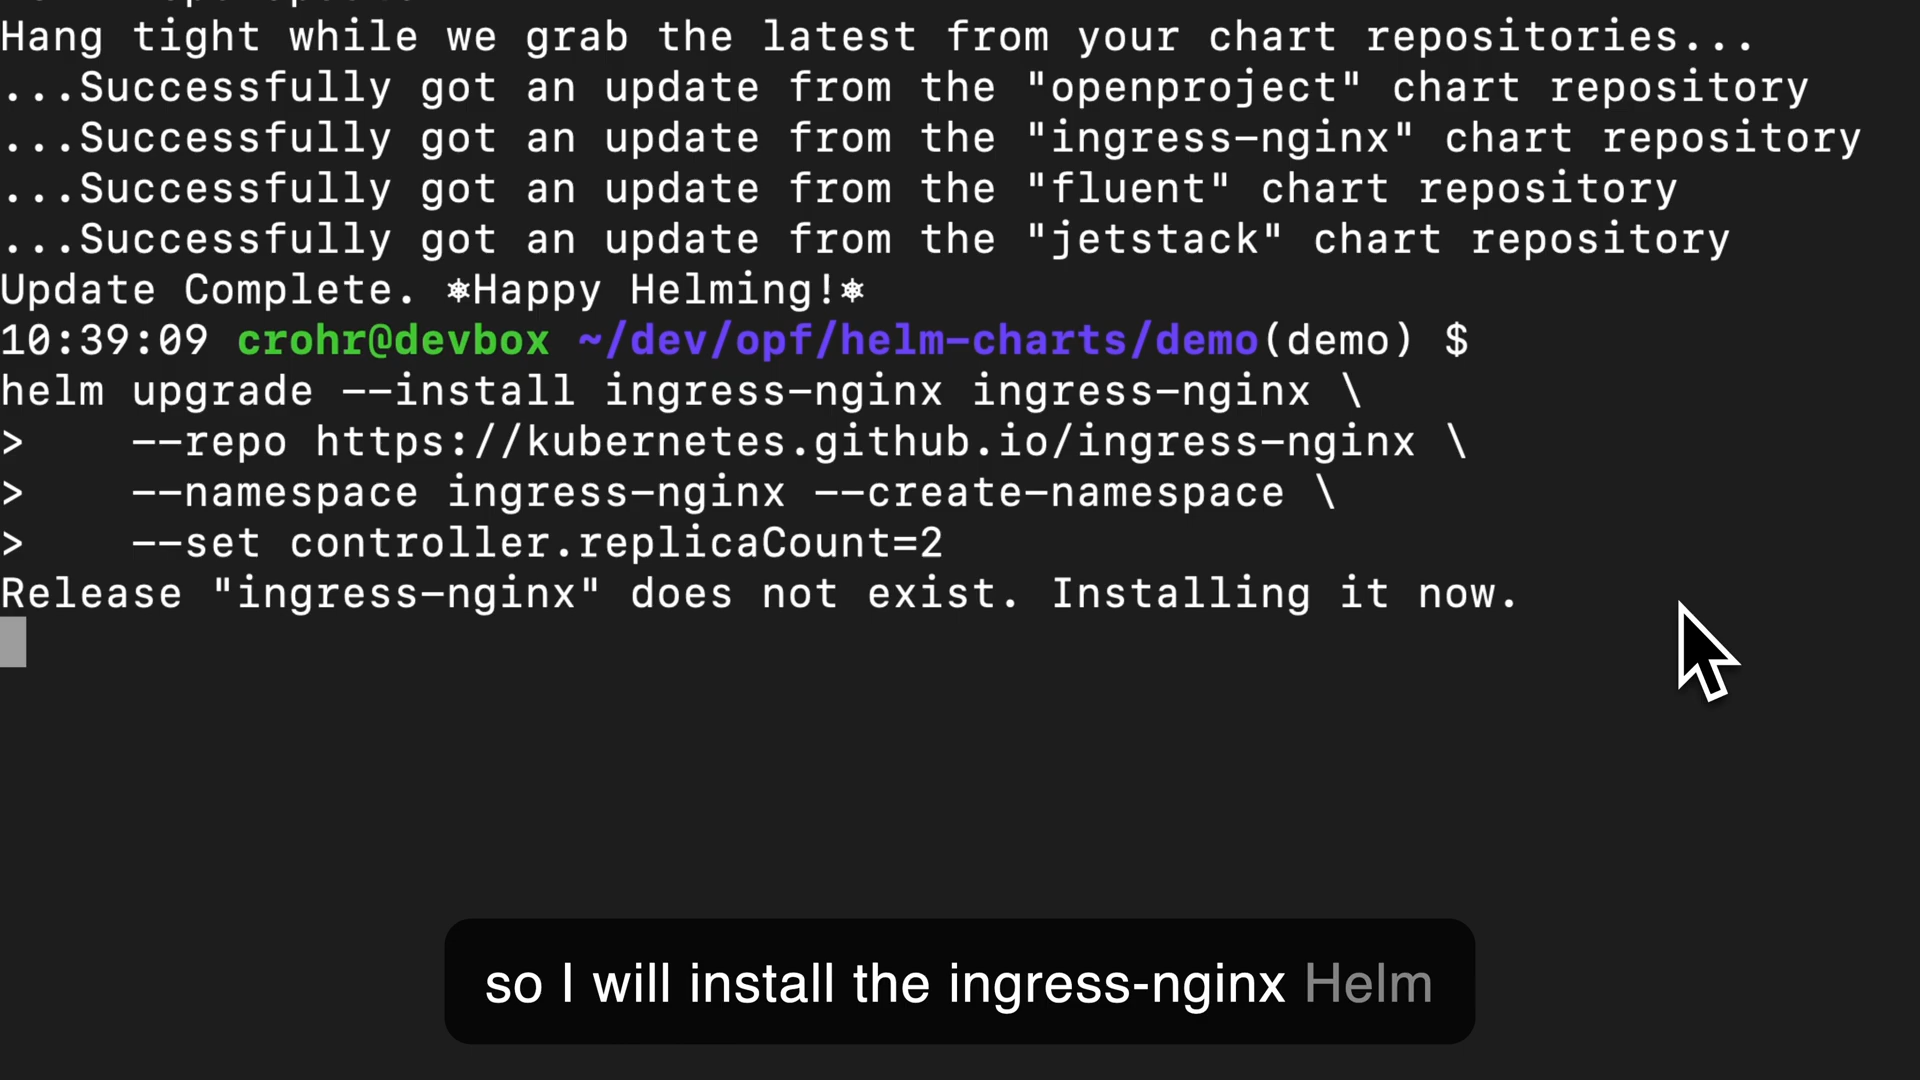 Hang tight while we grab the latest from your chart repositories...
...Successfully got an update from the "openproject" chart repository
...Successfully got an update from the "ingress-nginx" chart repository
...Successfully got an update from the "fluent" chart repository
...Successfully got an update from the "jetstack" chart repository
Update Complete. ⎈Happy Helming!⎈
10:39:09 crohr@devbox ~/dev/opf/helm-charts/demo(demo) $
helm upgrade --install ingress-nginx ingress-nginx \
>    --repo https://kubernetes.github.io/ingress-nginx \
>    --namespace ingress-nginx --create-namespace \
>    --set controller.replicaCount=2
Release "ingress-nginx" does not exist. Installing it now.
so I will install the ingress-nginx Helm